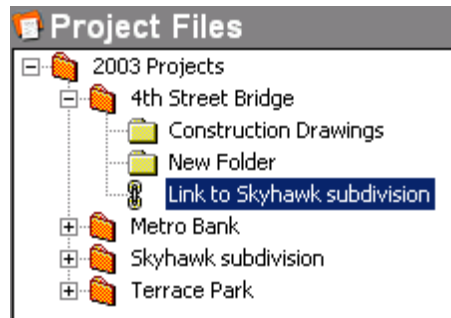 Project Files
2003 Projects
4th Street Bridge
Construction Drawings
New Folder
Link to Skyhawk subdivision
Metro Bank
Skyhawk subdivision
Terrace Park